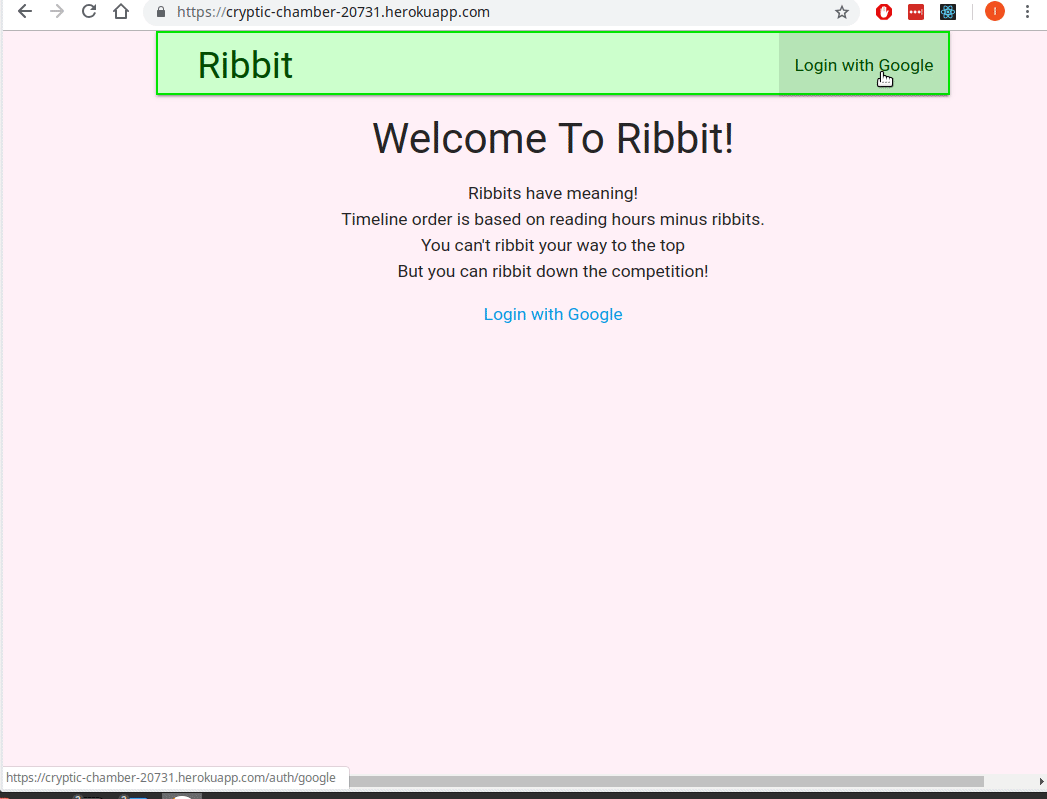 https://cryptic-chamber-20731.herokuapp.com
I
Ribbit
Login with Google
Welcome To Ribbit!
Ribbits have meaning!
Timeline order is based on reading hours minus ribbits.
You can't ribbit your way to the top
But you can ribbit down the competition!
Login with Google
https://cryptic-chamber-20731.herokuapp.com/auth/google